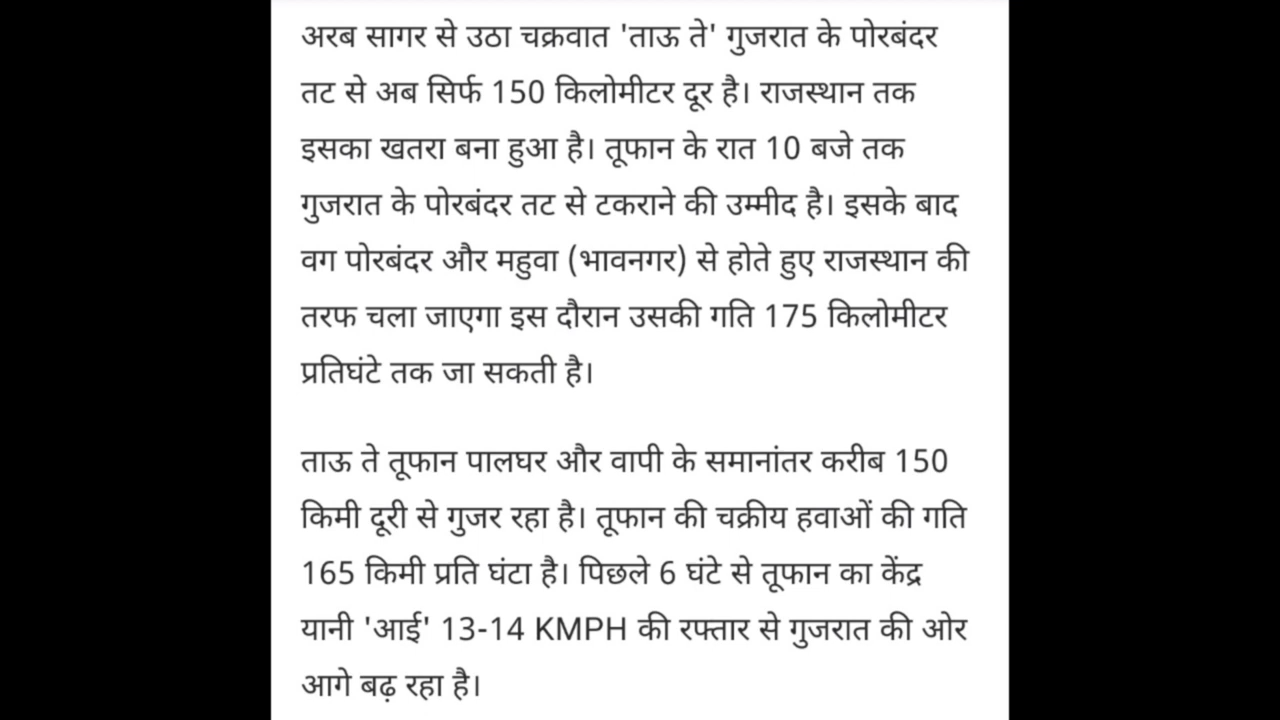 अरब सागर से उठा चक्रवात 'ताऊ ते' गुजरात के पोरबंदर
तट से अब सिर्फ 150 किलोमीटर दूर है। राजस्थान तक
इसका खतरा बना हुआ है। तूफान के रात 10 बजे तक
गुजरात के पोरबंदर तट से टकराने की उम्मीद है। इसके बाद
वग पोरबंदर और महुवा (भावनगर) से होते हुए राजस्थान की
तरफ चला जाएगा इस दौरान उसकी गति 175 किलोमीटर
प्रतिघंटे तक जा सकती है।
ताऊ ते तूफान पालघर और वापी के समानांतर करीब 150
किमी दूरी से गुजर रहा है। तूफान की चक्रीय हवाओं की गति
165 किमी प्रति घंटा है। पिछले 6 घंटे से तूफान का केंद्र
यानी 'आई' 13-14 KMPH की रफ्तार से गुजरात की ओर
आगे बढ़ रहा है।